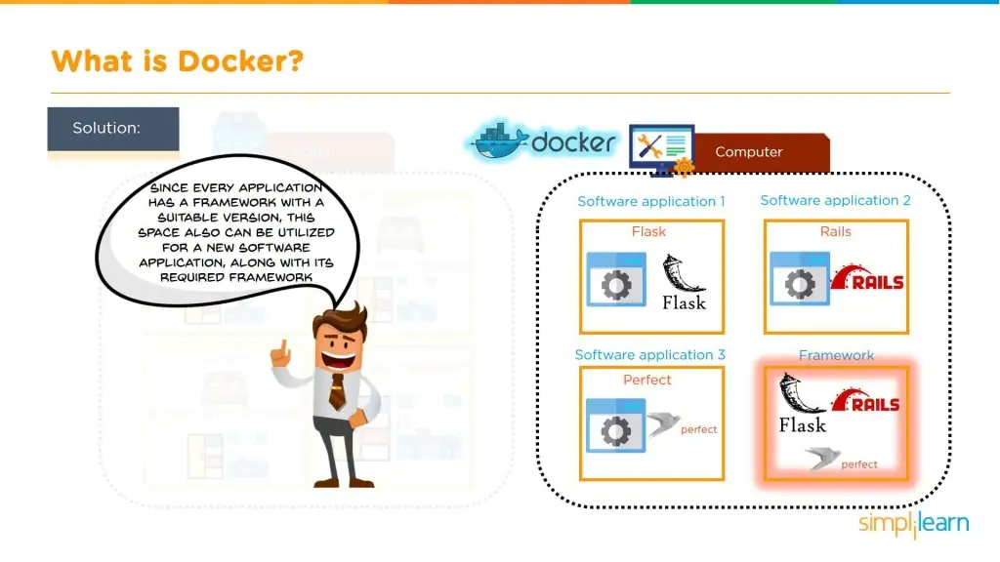 What is Docker?
Solution:
SINCE EVERY APPLICATION
HAS A FRAMEWORK WITH A
SUITABLE VERSION, THIS
SPACE ALSO CAN BE UTILIZED
FOR A NEW SOFTWARE
APPLICATION, ALONG WITH ITS
REQUIRED FRAMEWORK
docker
Computer
Software application 1
Software application 2
Flask
Rails
Flask
RAILS
Software application 3
Framework
Perfect
perfect
Flask
RAILS
perfect
simplilearn